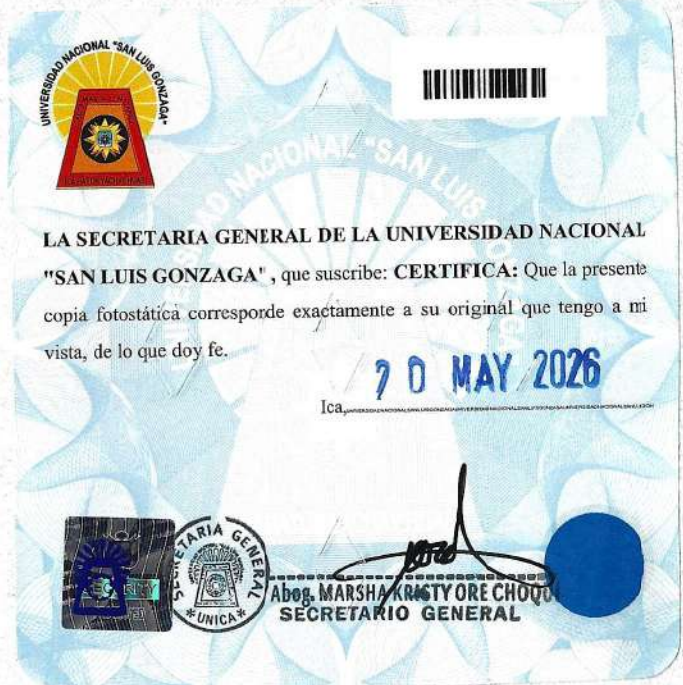 UNIVERSIDAD NACIONAL "SAN LUIS GONZAGA"
LA SECRETARIA GENERAL DE LA UNIVERSIDAD NACIONAL
"SAN LUIS GONZAGA", que suscribe: CERTIFICA: Que la presente
copia fotostática corresponde exactamente a su original que tengo a mi
vista, de lo que doy fe.
20 MAY 2026
Ica,
SECRETARIA GENERAL
* UNICA *
Abog. MARSHA KRISTY ORE CHOQU
SECRETARIO GENERAL